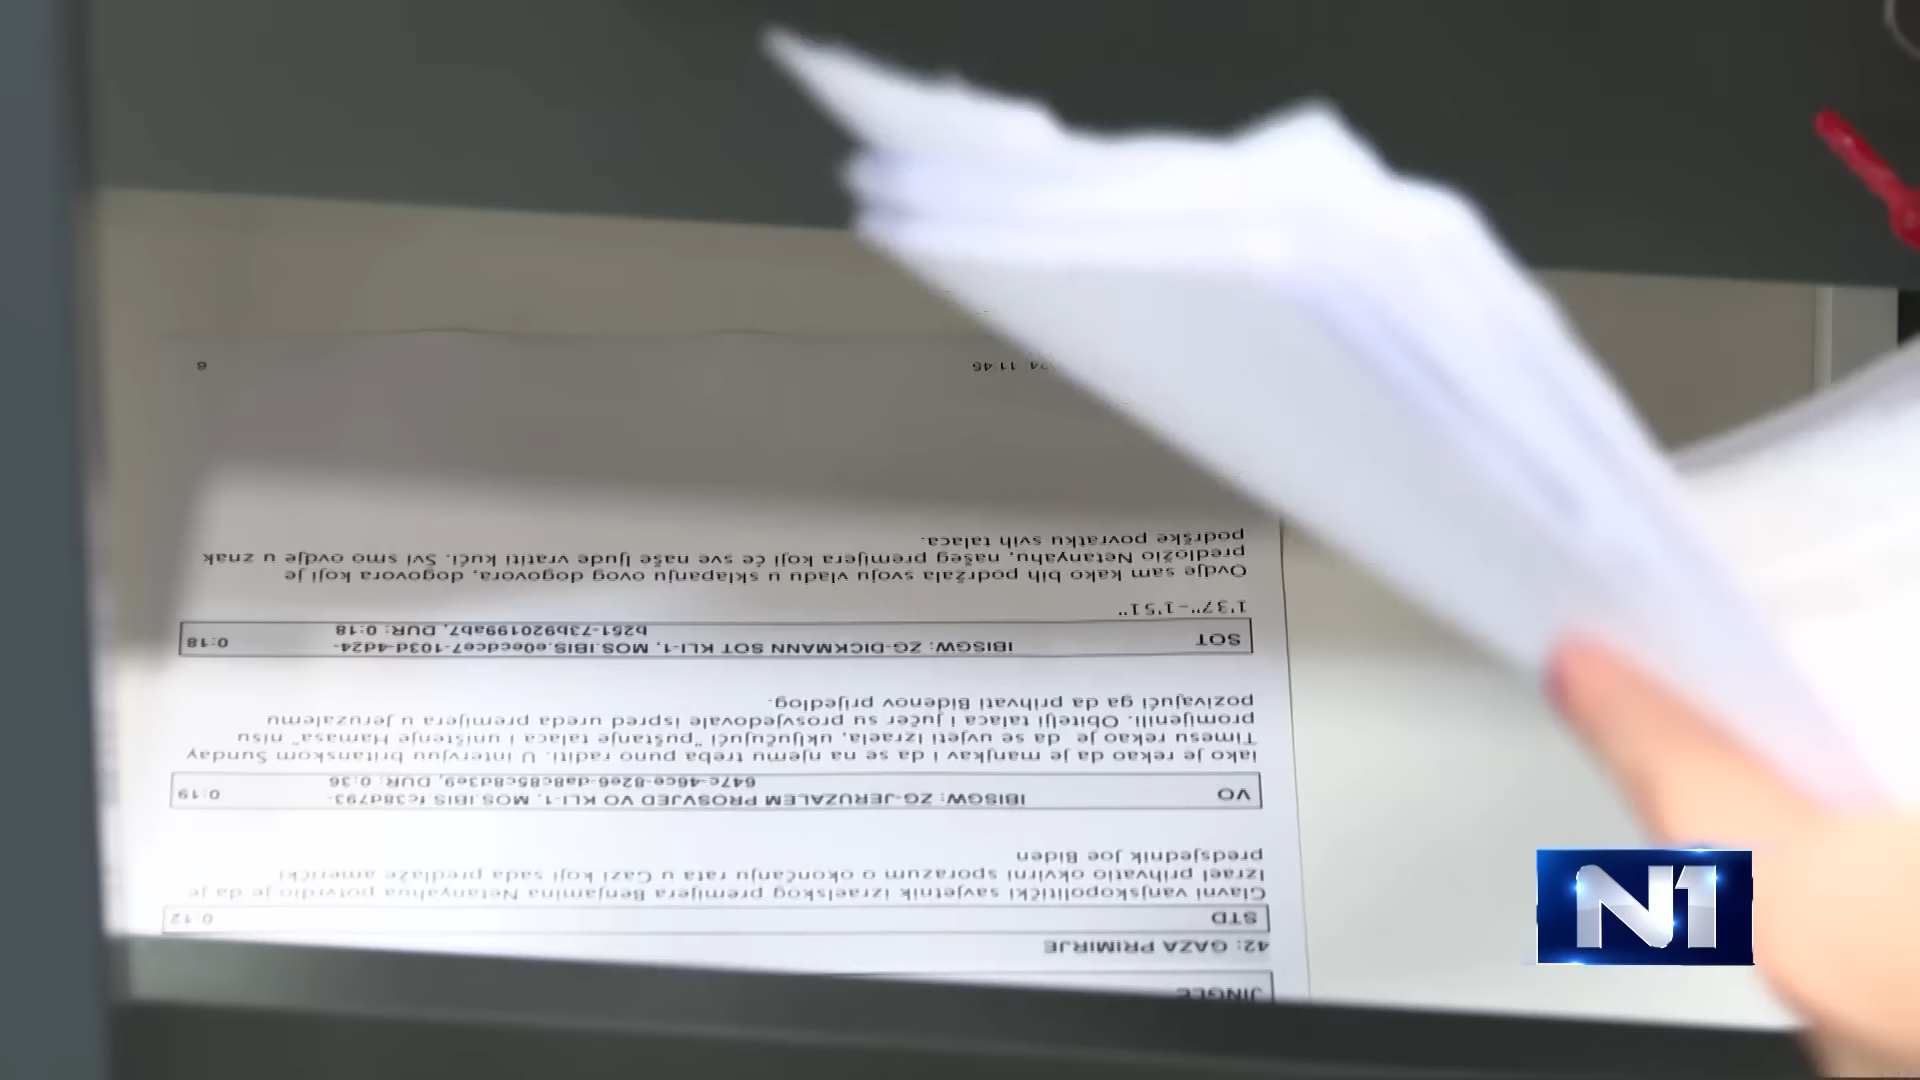 JINGLE
42: GAZA PRIMIRJE
STD 0:12
Glavni vanjskopolitički savjetnik izraelskog premijera Benjamina Netanyahua potvrdio je da je
Izrael prihvatio okvirni sporazum o okončanju rata u Gazi koji sada predlaže američki
predsjednik Joe Biden
VO IBISGW: ZG-JERUZALEM PROSVJED VO KLI-1, MOS.IBIS.fc38d793- 0:19
647c-46ce-82e6-da8c85c8d3e9, DUR: 0:36
Iako je rekao da je manjkav i da se na njemu treba puno raditi. U intervjuu britanskom Sunday
Timesu rekao je da se uvjeti Izraela, uključujući "puštanje talaca i uništenje Hamasa" nisu
promijenili. Obitelji talaca i jučer su prosvjedovale ispred ureda premijera u Jeruzalemu
pozivajući ga da prihvati Bidenov prijedlog.
SOT IBISGW: ZG-DICKMANN SOT KLI-1, MOS.IBIS.e0ecdce7-103d-4d24- 0:18
b251-73b920199ab7, DUR: 0:18
1'37"-1'51"
Ovdje sam kako bih podržala svoju vladu u sklapanju ovog dogovora, dogovora koji je
predložio Netanyahu, našeg premijera koji će sve naše ljude vratiti kući. Svi smo ovdje u znak
podrške povratku svih talaca.
24 11:45 6
N1